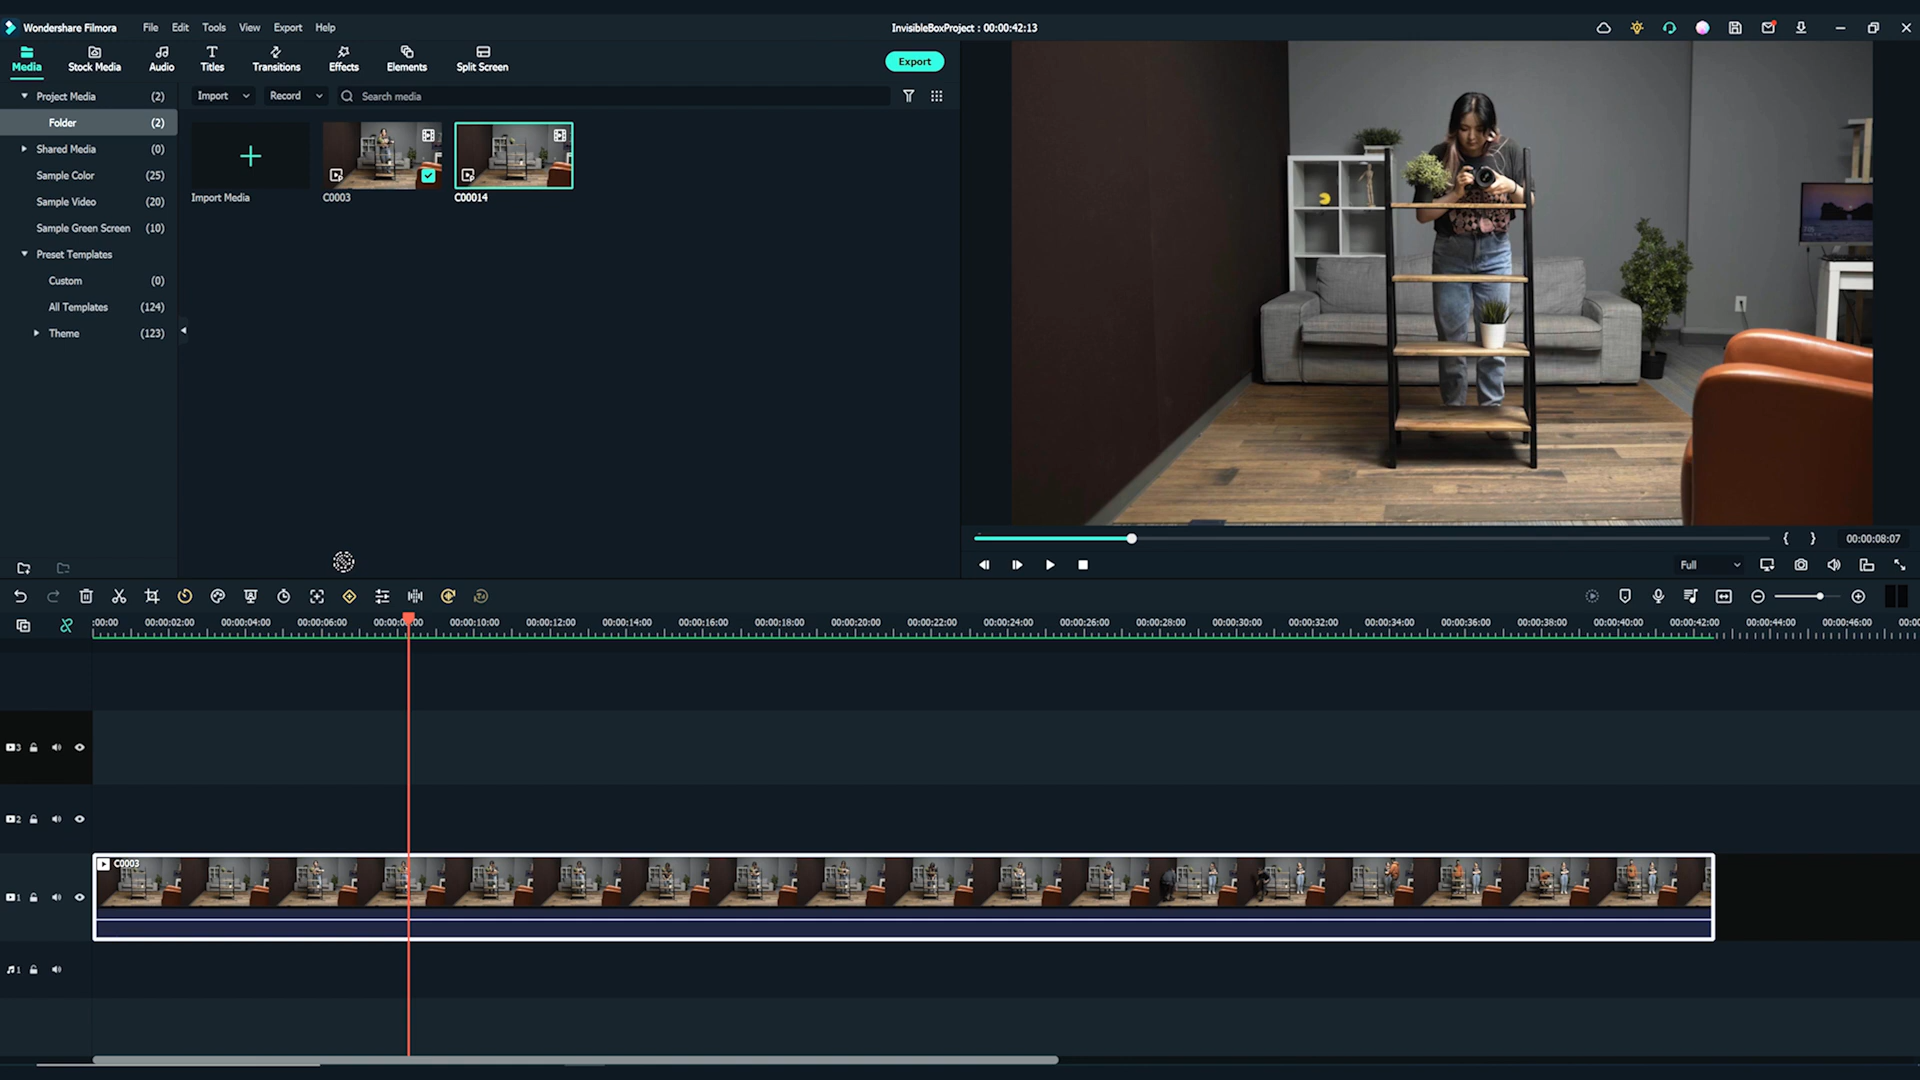 Wondershare Filmora File Edit Tools View Export Help InvisibleBoxProject : 00:00:42:13
Media Stock Media Audio Titles Transitions Effects Elements Split Screen Export
Project Media (2) Import Record Search media
Folder (2)
Shared Media (0)
Sample Color (25)
Sample Video (20)
Import Media C0003 C00014
Sample Green Screen (10)
Preset Templates
Custom (0)
All Templates (124)
Theme (123)
00:00:08:07
Full
:00:00 00:00:02:00 00:00:04:00 00:00:06:00 00:00:10:00 00:00:12:00 00:00:14:00 00:00:16:00 00:00:18:00 00:00:20:00 00:00:22:00 00:00:24:00 00:00:26:00 00:00:28:00 00:00:30:00 00:00:32:00 00:00:34:00 00:00:36:00 00:00:38:00 00:00:40:00 00:00:42:00 00:00:44:00 00:00:46:00
3
2
C0003
1
1